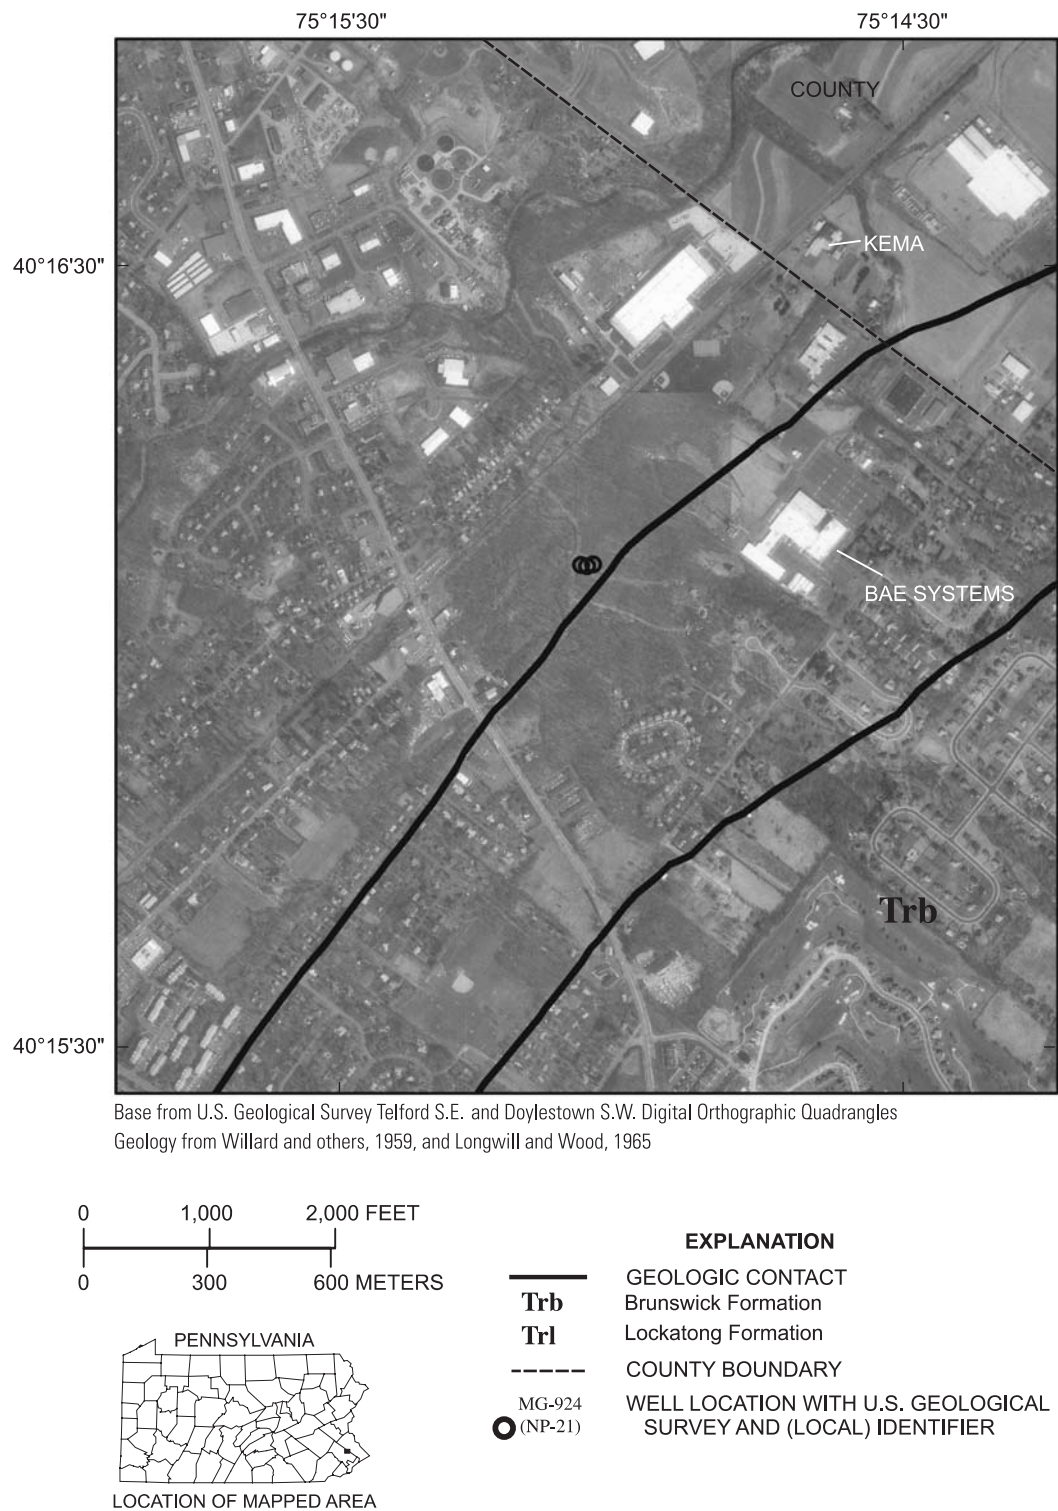 75°15'30"
75°14'30"
COUNTY
KEMA
40°16'30"
BAE SYSTEMS
Trb
40°15'30"
Base from U.S. Geological Survey Telford S.E. and Doylestown S.W. Digital Orthographic Quadrangles
Geology from Willard and others, 1959, and Longwill and Wood, 1965
0 1,000 2,000 FEET
0 300 600 METERS
EXPLANATION
GEOLOGIC CONTACT
Trb Brunswick Formation
Trl Lockatong Formation
COUNTY BOUNDARY
MG-924 WELL LOCATION WITH U.S. GEOLOGICAL
(NP-21) SURVEY AND (LOCAL) IDENTIFIER
PENNSYLVANIA
LOCATION OF MAPPED AREA